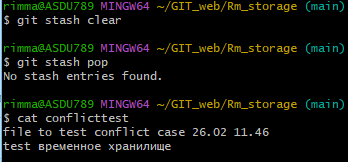 rimma@ASDU789 MINGW64 ~/GIT_web/Rm_storage (main)
$ git stash clear
rimma@ASDU789 MINGW64 ~/GIT_web/Rm_storage (main)
$ git stash pop
No stash entries found.
rimma@ASDU789 MINGW64 ~/GIT_web/Rm_storage (main)
$ cat conflicttest
file to test conflict case 26.02 11.46
test временное хранилище